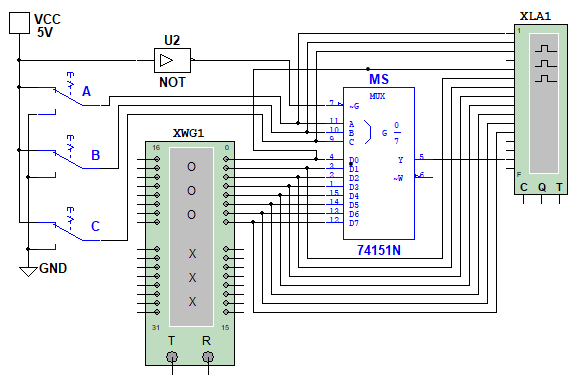 VCC
5V
U2
NOT
XLA1
1
F
C Q T
A
B
C
GND
XWG1
16 0
O
O
O
X
X
X
31 15
T R
MS
MUX
7 ~G
11 A
10 B
9 C
G 0
7
4 D0
3 D1
2 D2
1 D3
15 D4
14 D5
13 D6
12 D7
Y 5
~W 6
74151N